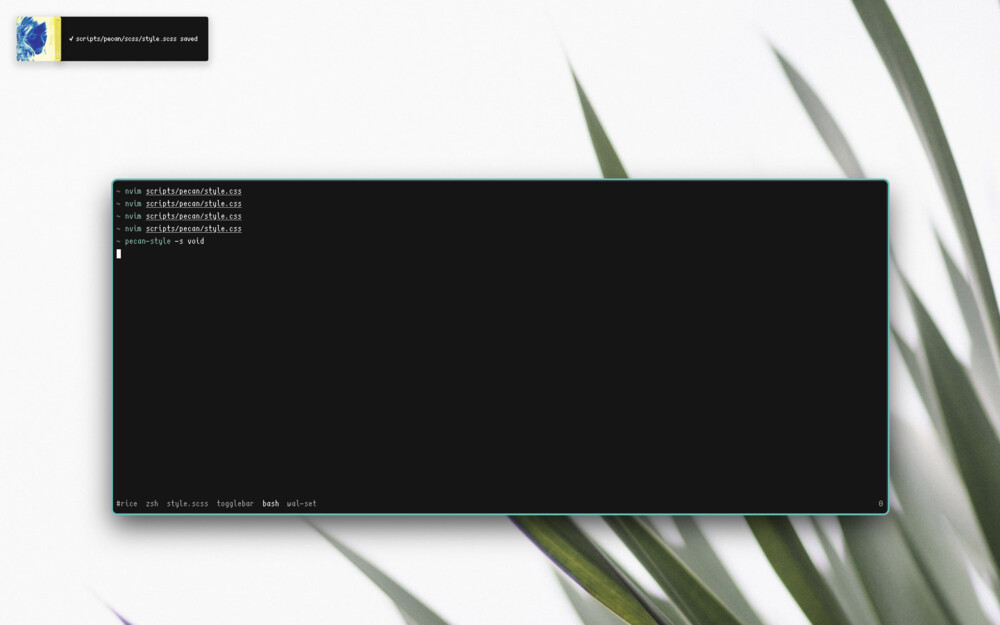 ✓ scripts/pecan/scss/style.scss saved
~ nvim scripts/pecan/style.css
~ nvim scripts/pecan/style.css
~ nvim scripts/pecan/style.css
~ nvim scripts/pecan/style.css
~ pecan-style -s void
#rice zsh style.scss togglebar bash wal-set 0